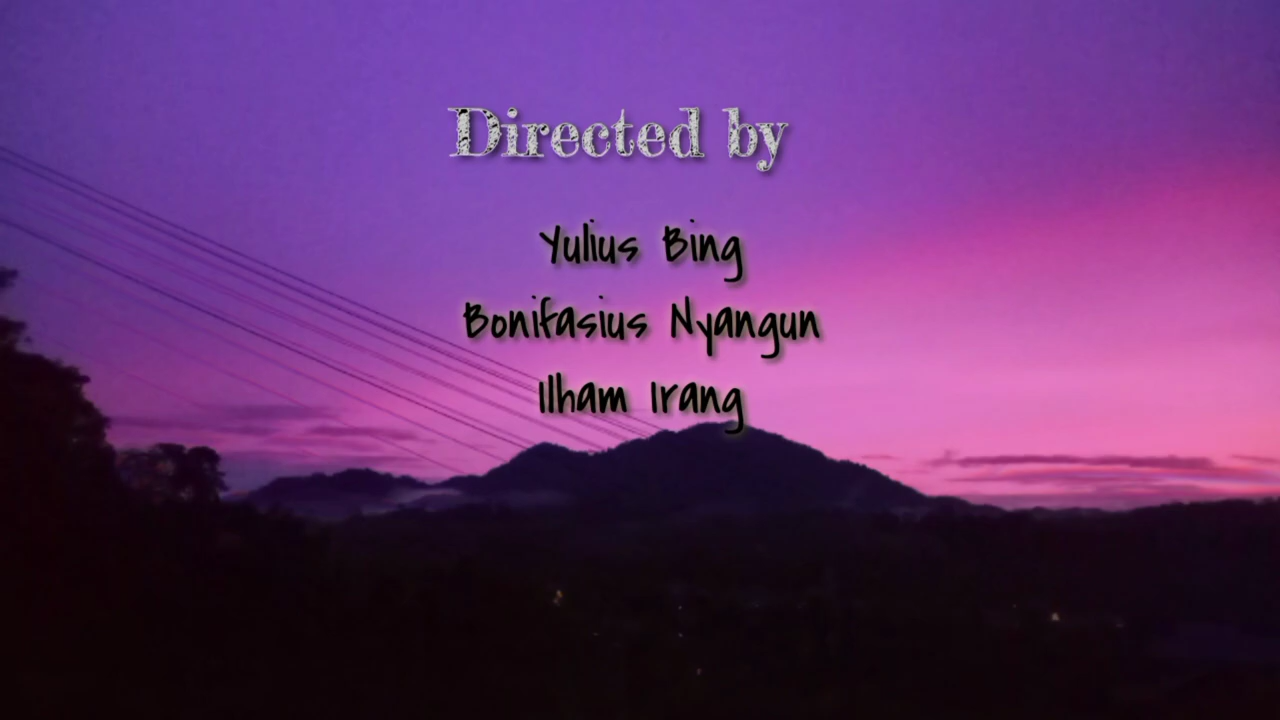 Directed by
Yulius Bing
Bonifasius Nyangun
Ilham Irang